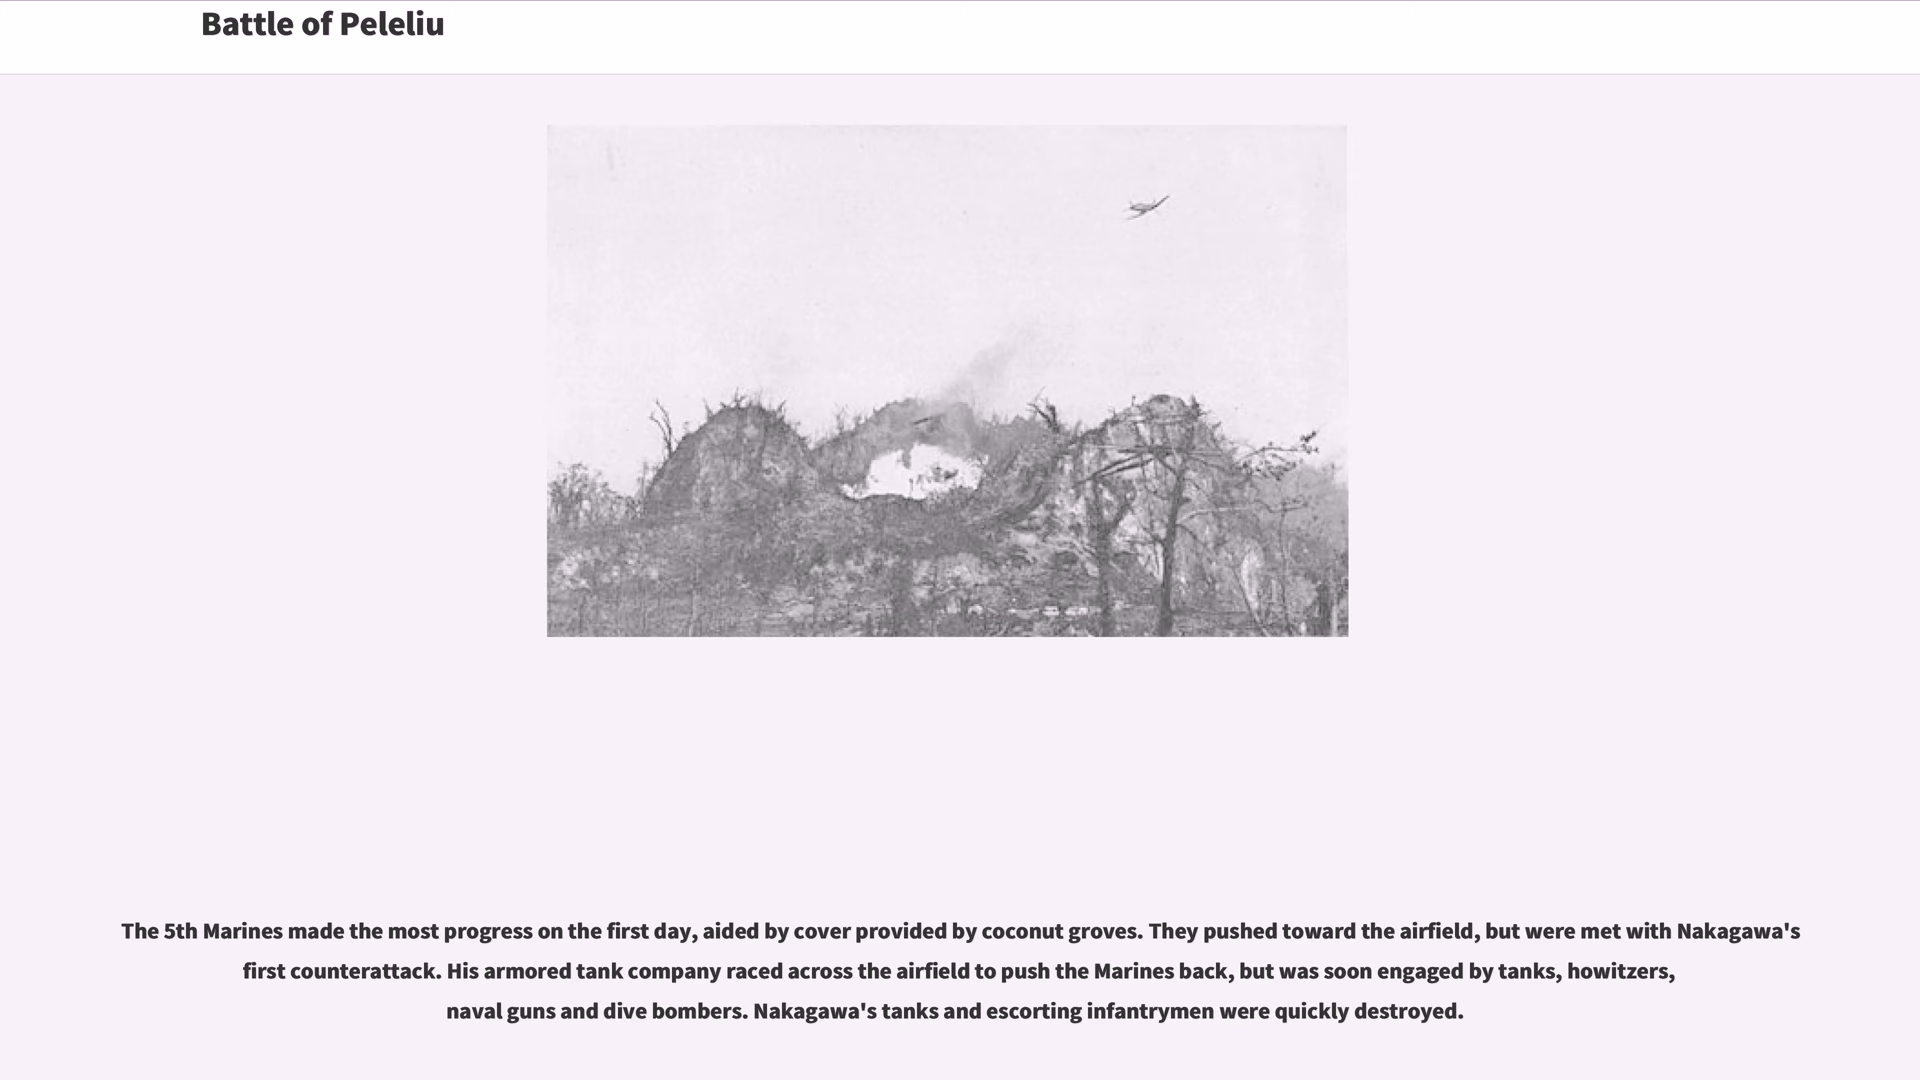 Battle of Peleliu
The 5th Marines made the most progress on the first day, aided by cover provided by coconut groves. They pushed toward the airfield, but were met with Nakagawa's
first counterattack. His armored tank company raced across the airfield to push the Marines back, but was soon engaged by tanks, howitzers,
naval guns and dive bombers. Nakagawa's tanks and escorting infantrymen were quickly destroyed.